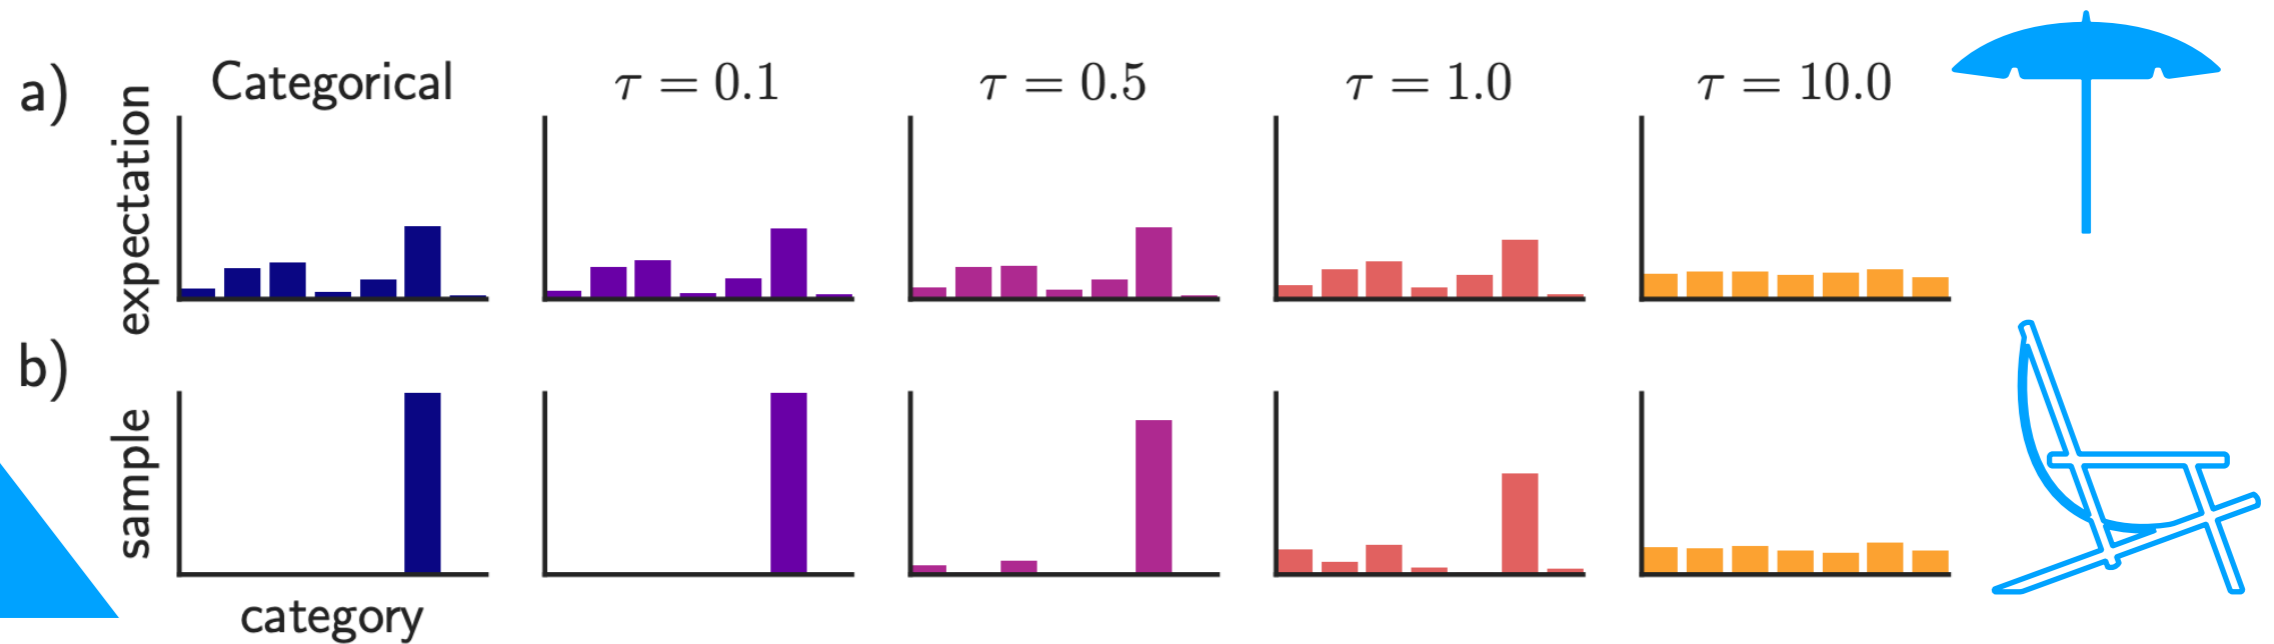 a)
Categorical
τ = 0.1
τ = 0.5
τ = 1.0
τ = 10.0
expectation
b)
sample
category